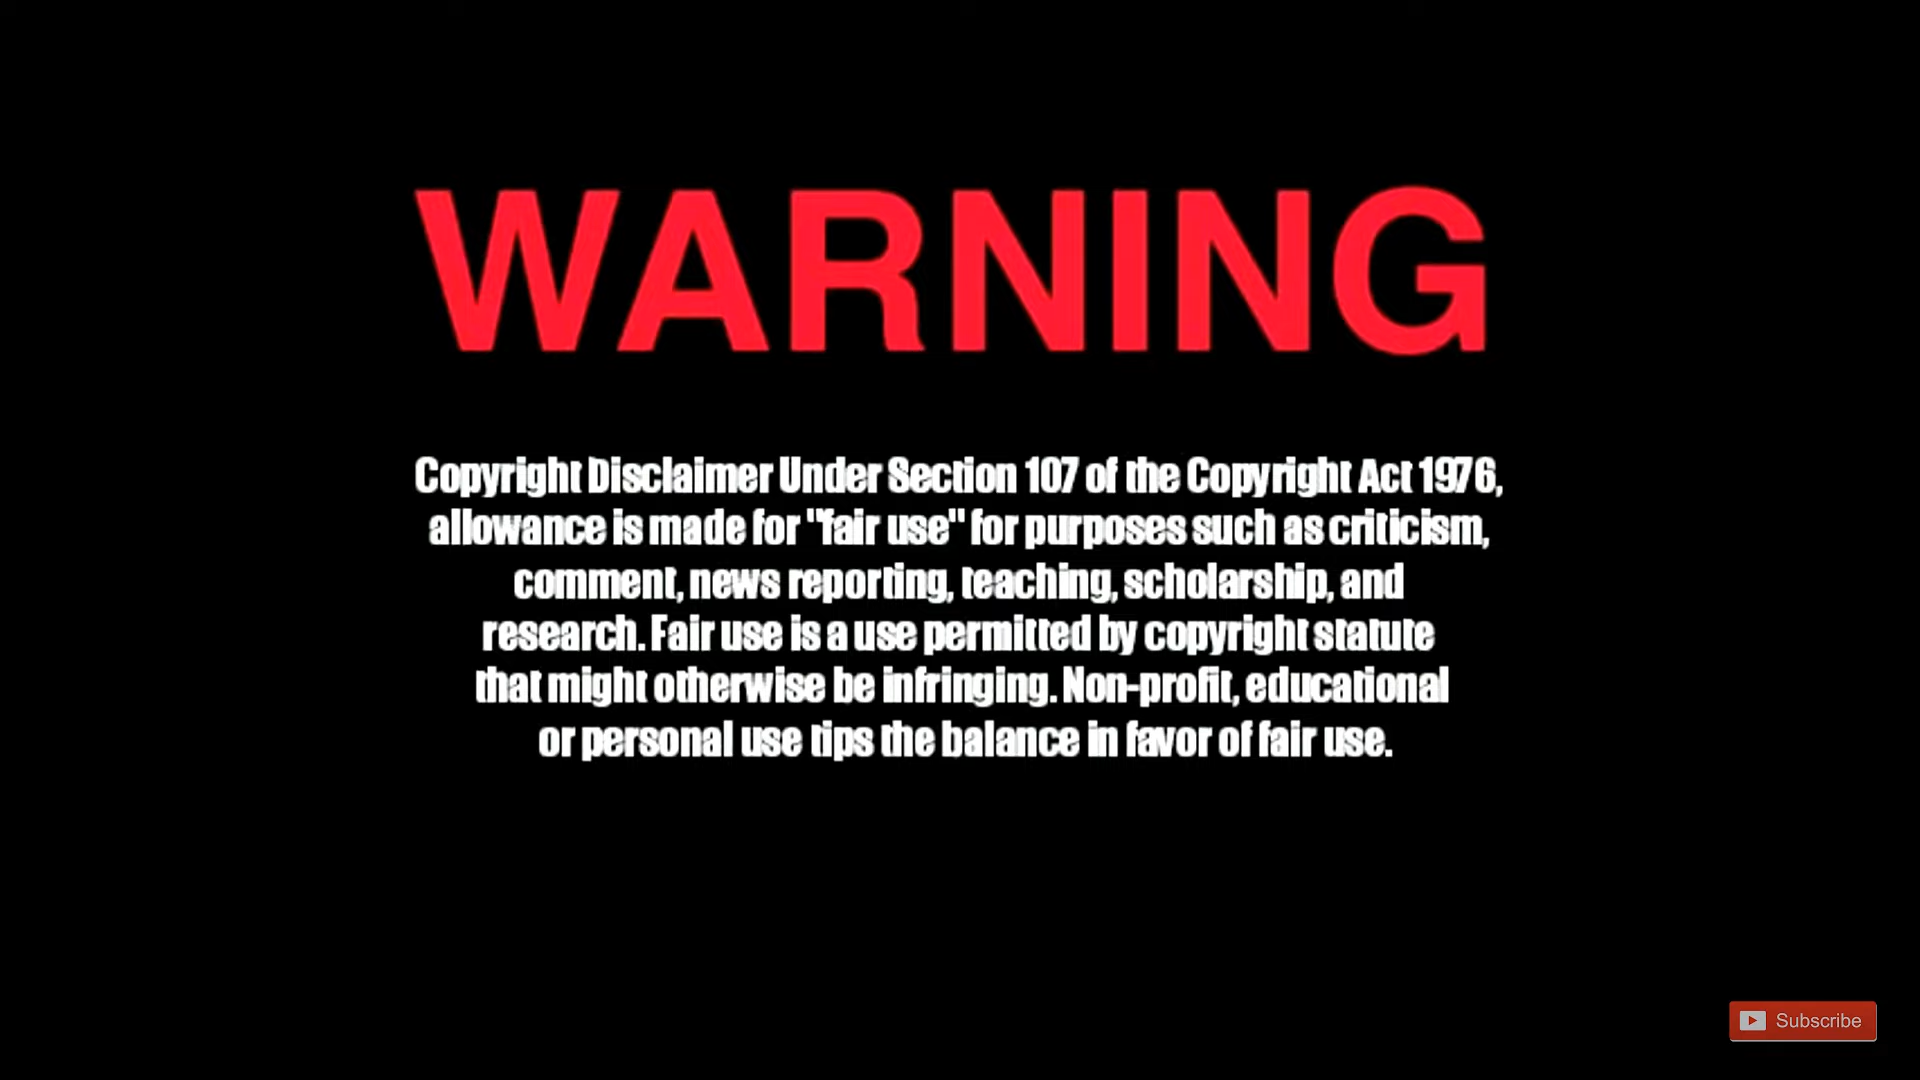 WARNING
Copyright Disclaimer Under Section 107 of the Copyright Act 1976,
allowance is made for "fair use" for purposes such as criticism,
comment, news reporting, teaching, scholarship, and
research. Fair use is a use permitted by copyright statute
that might otherwise be infringing. Non-profit, educational
or personal use tips the balance in favor of fair use.
Subscribe